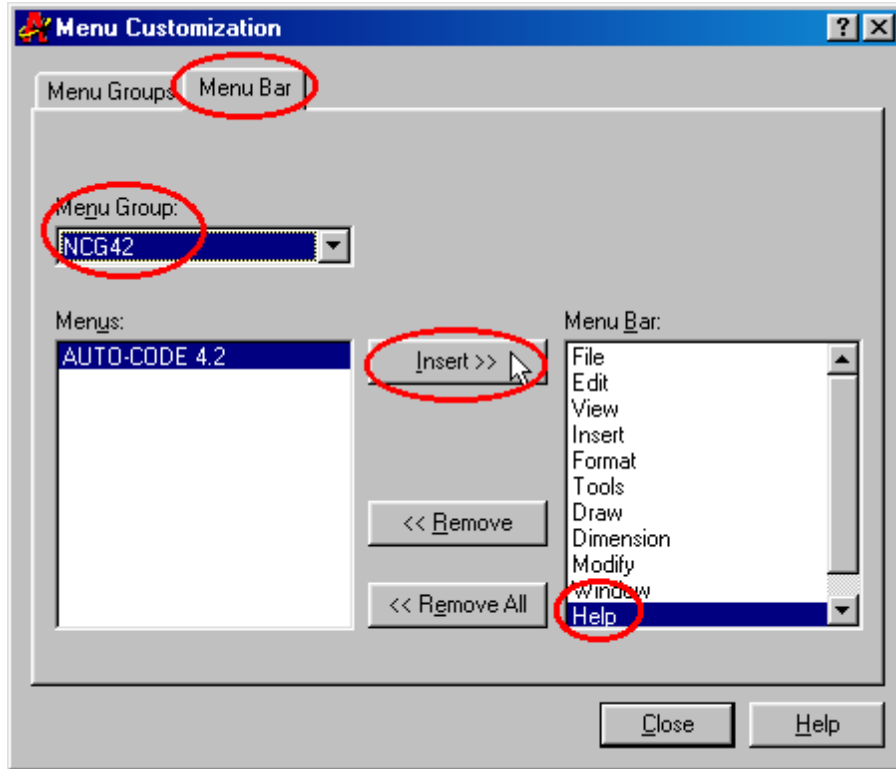 Menu Customization
Menu Groups
Menu Bar
Menu Group:
NCG42
Menus:
AUTO-CODE 4.2
Insert >>
<< Remove
<< Remove All
Menu Bar:
File
Edit
View
Insert
Format
Tools
Draw
Dimension
Modify
Window
Help
Close
Help